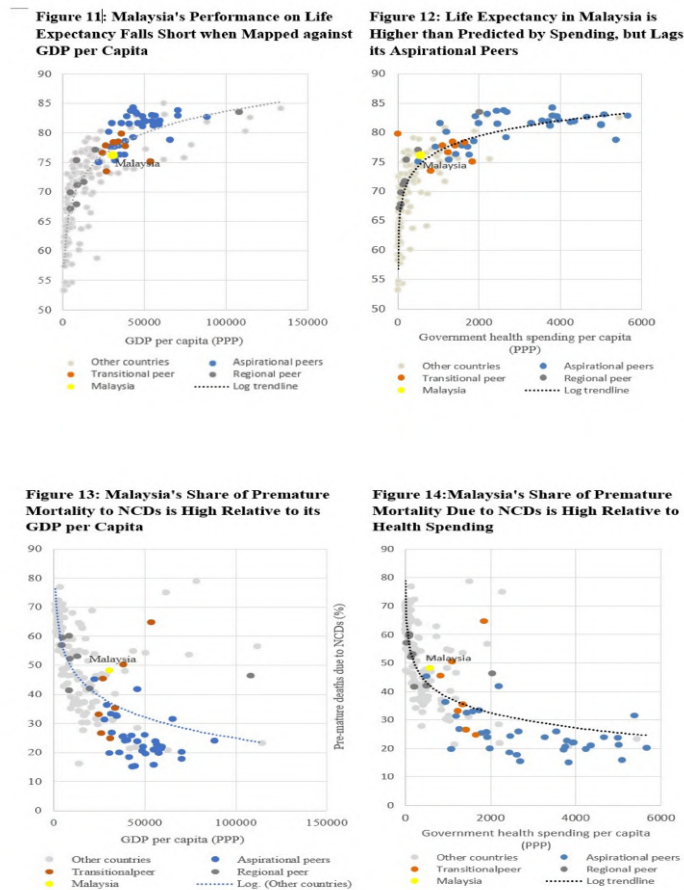 Figure 11: Malaysia's Performance on Life
Expectancy Falls Short when Mapped against
GDP per Capita
90
85
80
75
70
65
60
55
50
Malaysia
0
50000
100000
150000
GDP per capita (PPP)
Other countries
Aspirational peers
Transitional peer
Regional peer
Malaysia
Log trendline
Figure 12: Life Expectancy in Malaysia is
Higher than Predicted by Spending, but Lags
its Aspirational Peers
90
85
80
75
70
65
60
55
50
Malaysia
0
2000
4000
6000
Government health spending per capita
(PPP)
Other countries
Aspirational peers
Transitional peer
Regional peer
Malaysia
Log trendline
Figure 13: Malaysia's Share of Premature
Mortality to NCDs is High Relative to its
GDP per Capita
90
80
70
60
50
40
30
20
10
0
Malaysia
0
50000
100000
150000
GDP per capita (PPP)
Other countries
Aspirational peers
Transitionalpeer
Regional peer
Malaysia
Log. (Other countries)
Figure 14:Malaysia's Share of Premature
Mortality Due to NCDs is High Relative to
Health Spending
Pre-mature deaths due to NCDs (%)
90
80
70
60
50
40
30
20
10
0
Malaysia
0
2000
4000
6000
Government health spending per capita
(PPP)
Other countries
Aspirational peers
Transitionalpeer
Regional peer
Malaysia
Log trendline